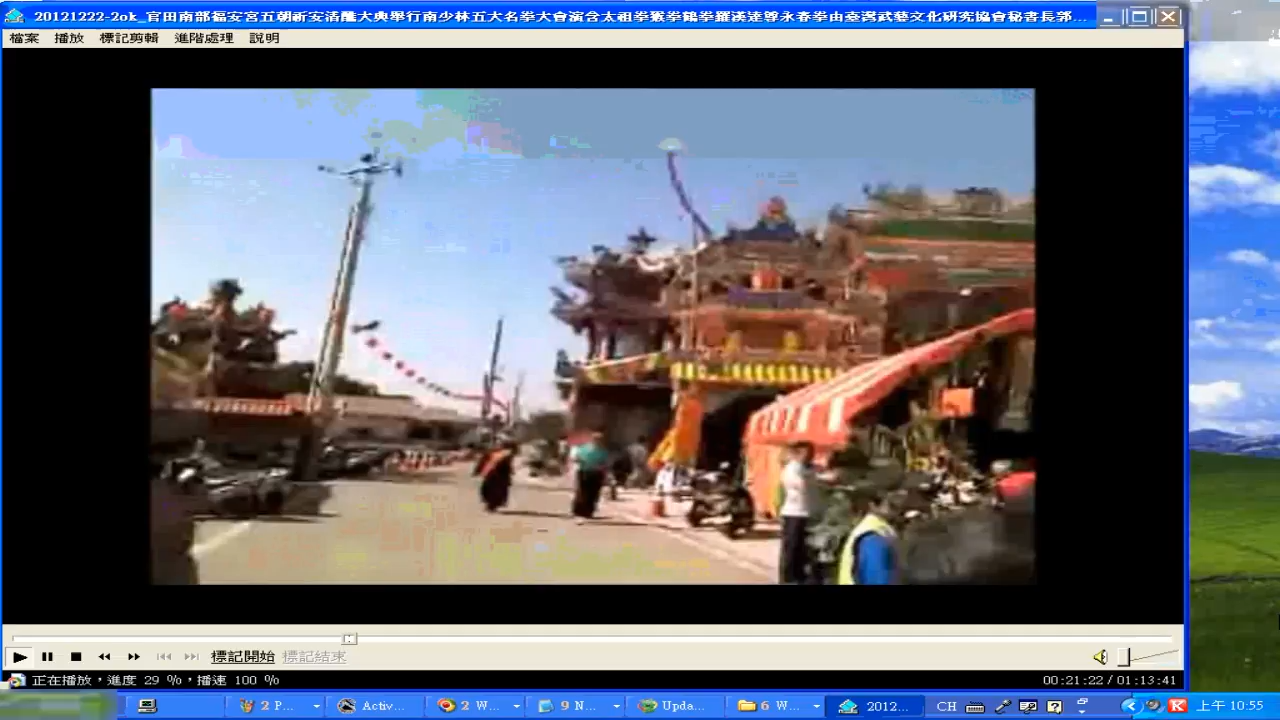 20121222-2ok_官田南部福安宮五朝祈安清醮大典舉行南少林五大名拳大會演含太祖拳猴拳鶴拳羅漢達尊永春拳由臺灣武藝文化研究協會秘書長郭...
檔案 播放 標記剪輯 進階處理 說明
標記開始 標記結束
正在播放，進度 29 %，播速 100 %
00:21:22 / 01:13:41
2 P... Activ... 2 W... 9 N... Upda... 6 W... 2012... CH 上午 10:55